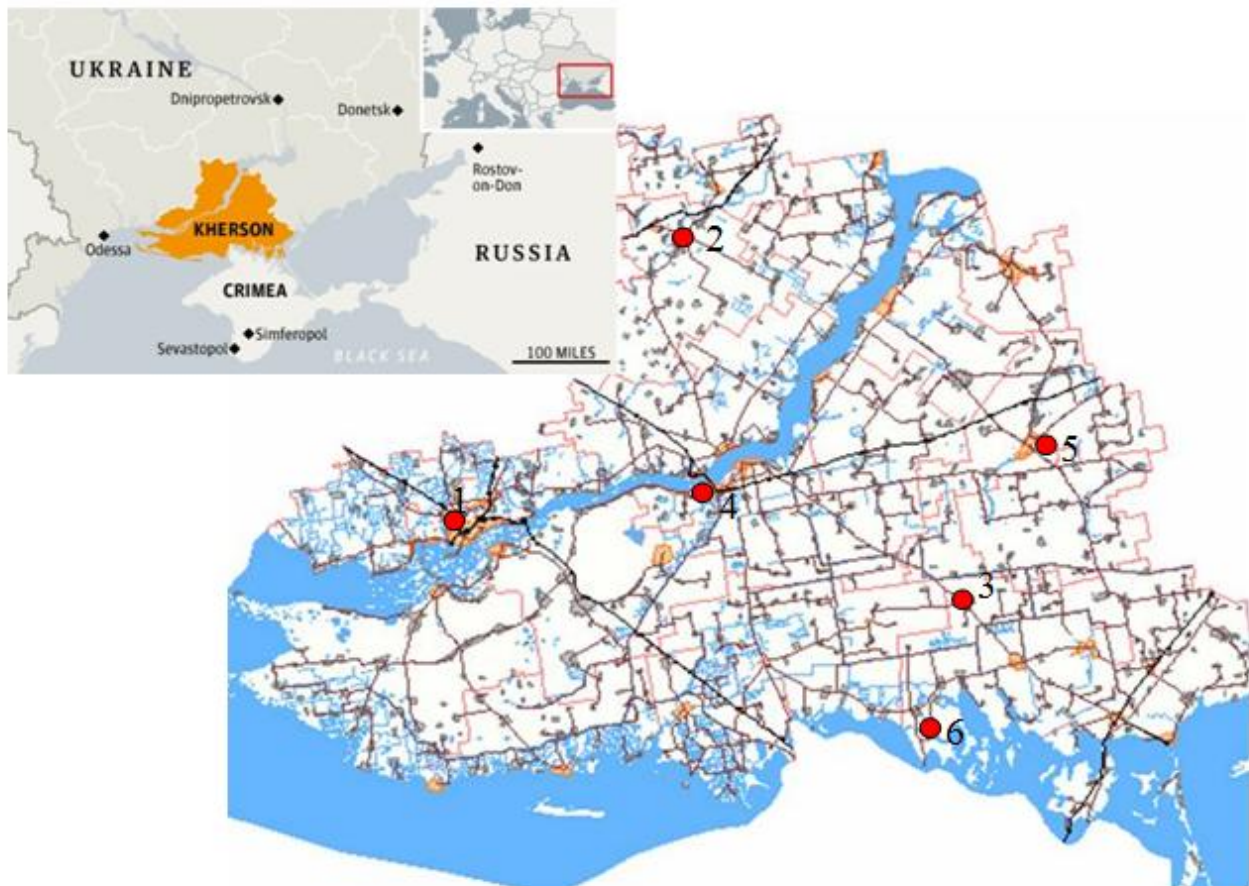 UKRAINE
Dnipropetrovsk
Donetsk
Rostov-
on-Don
KHERSON
Odessa
RUSSIA
CRIMEA
Simferopol
Sevastopol
BLACK SEA
100 MILES
2
5
1
4
3
6